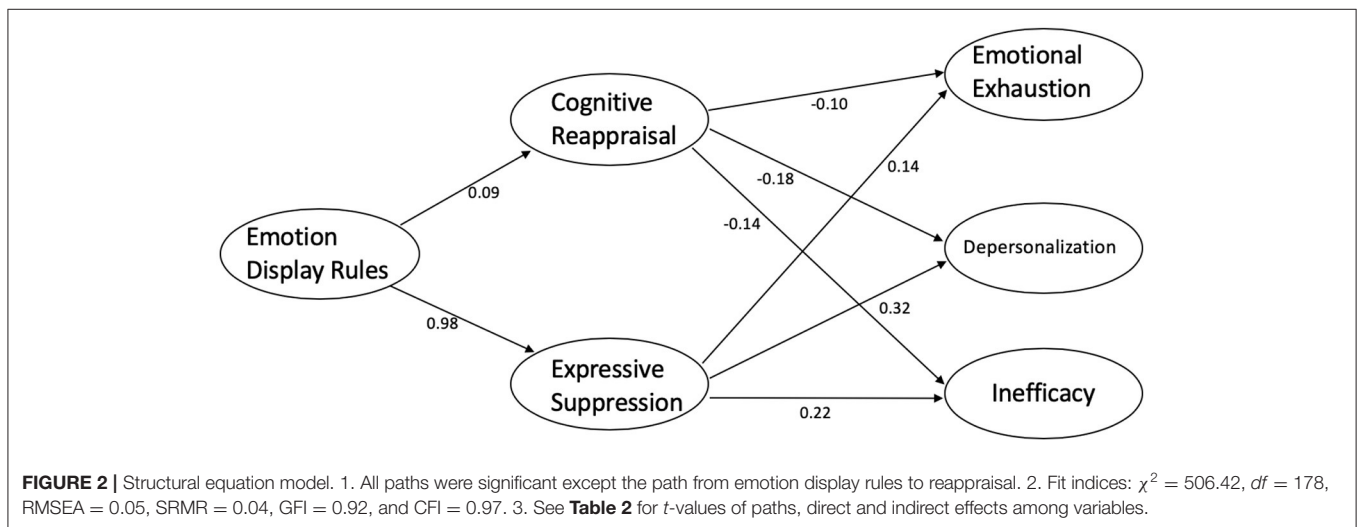 Emotional
Exhaustion
Cognitive
Reappraisal
-0.10
0.14
-0.18
0.09
-0.14
Emotion
Display Rules
Depersonalization
0.98
0.32
Expressive
Suppression
Inefficacy
0.22
FIGURE 2 | Structural equation model. 1. All paths were significant except the path from emotion display rules to reappraisal. 2. Fit indices: χ² = 506.42, df = 178,
RMSEA = 0.05, SRMR = 0.04, GFI = 0.92, and CFI = 0.97. 3. See Table 2 for t-values of paths, direct and indirect effects among variables.